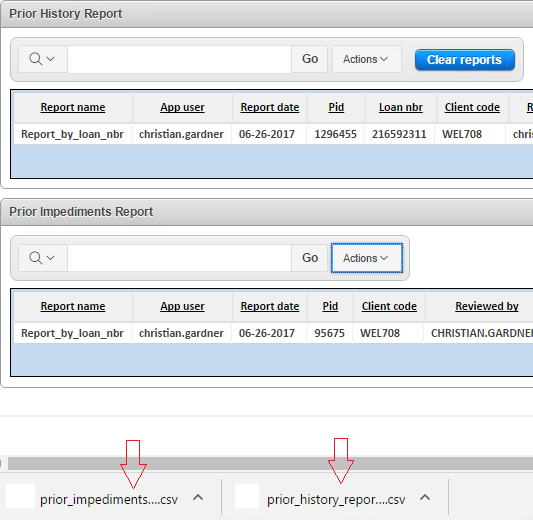 Prior History Report
Go Actions Clear reports
Report name App user Report date Pid Loan nbr Client code R
Report_by_loan_nbr christian.gardner 06-26-2017 1296455 216592311 WEL708 chris
Prior Impediments Report
Go Actions
Report name App user Report date Pid Client code Reviewed by
Report_by_loan_nbr christian.gardner 06-26-2017 95675 WEL708 CHRISTIAN.GARDNER
prior_impediments....csv prior_history_repor....csv